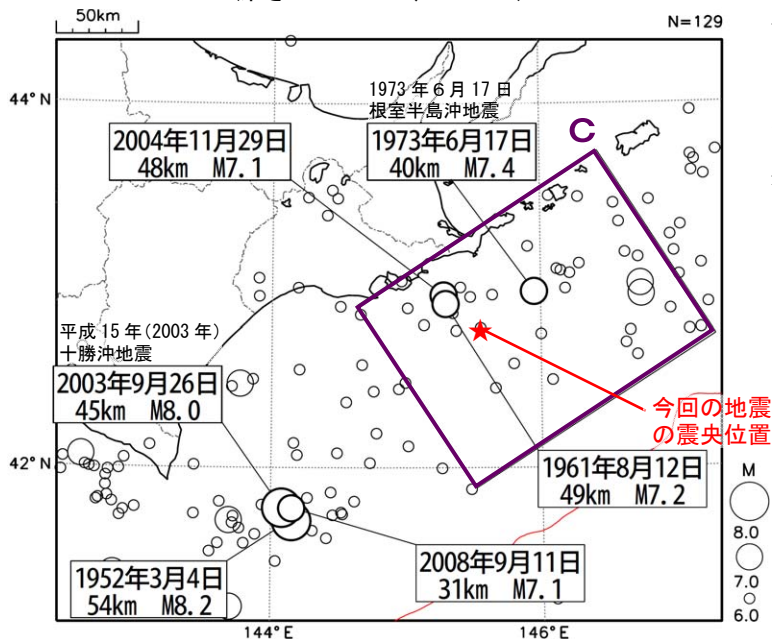 50km
N=129
44°N
1973年6月17日
根室半島沖地震
2004年11月29日
48km M7.1
1973年6月17日
40km M7.4
C
平成15年(2003年)
十勝沖地震
2003年9月26日
45km M8.0
今回の地震
の震央位置
42°N
1961年8月12日
49km M7.2
M
8.0
7.0
6.0
1952年3月4日
54km M8.2
2008年9月11日
31km M7.1
144°E
146°E